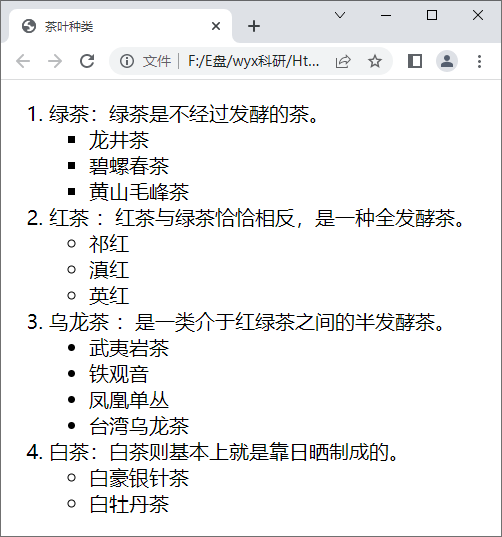 茶叶种类
文件 | F:/E盘/wyx科研/Ht...
1. 绿茶：绿茶是不经过发酵的茶。
龙井茶
碧螺春茶
黄山毛峰茶
2. 红茶 ：红茶与绿茶恰恰相反，是一种全发酵茶。
祁红
滇红
英红
3. 乌龙茶 ：是一类介于红绿茶之间的半发酵茶。
武夷岩茶
铁观音
凤凰单丛
台湾乌龙茶
4. 白茶：白茶则基本上就是靠日晒制成的。
白豪银针茶
白牡丹茶